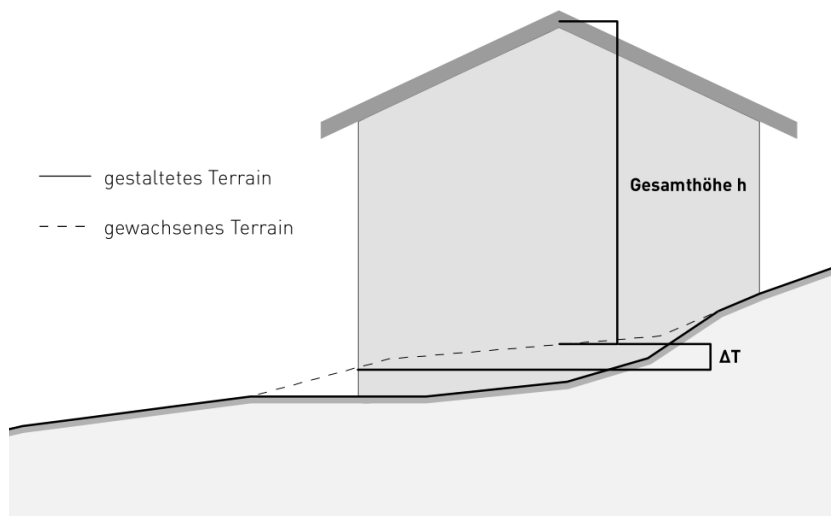 Gesamthöhe h
gestaltetes Terrain
gewachsenes Terrain
ΔT